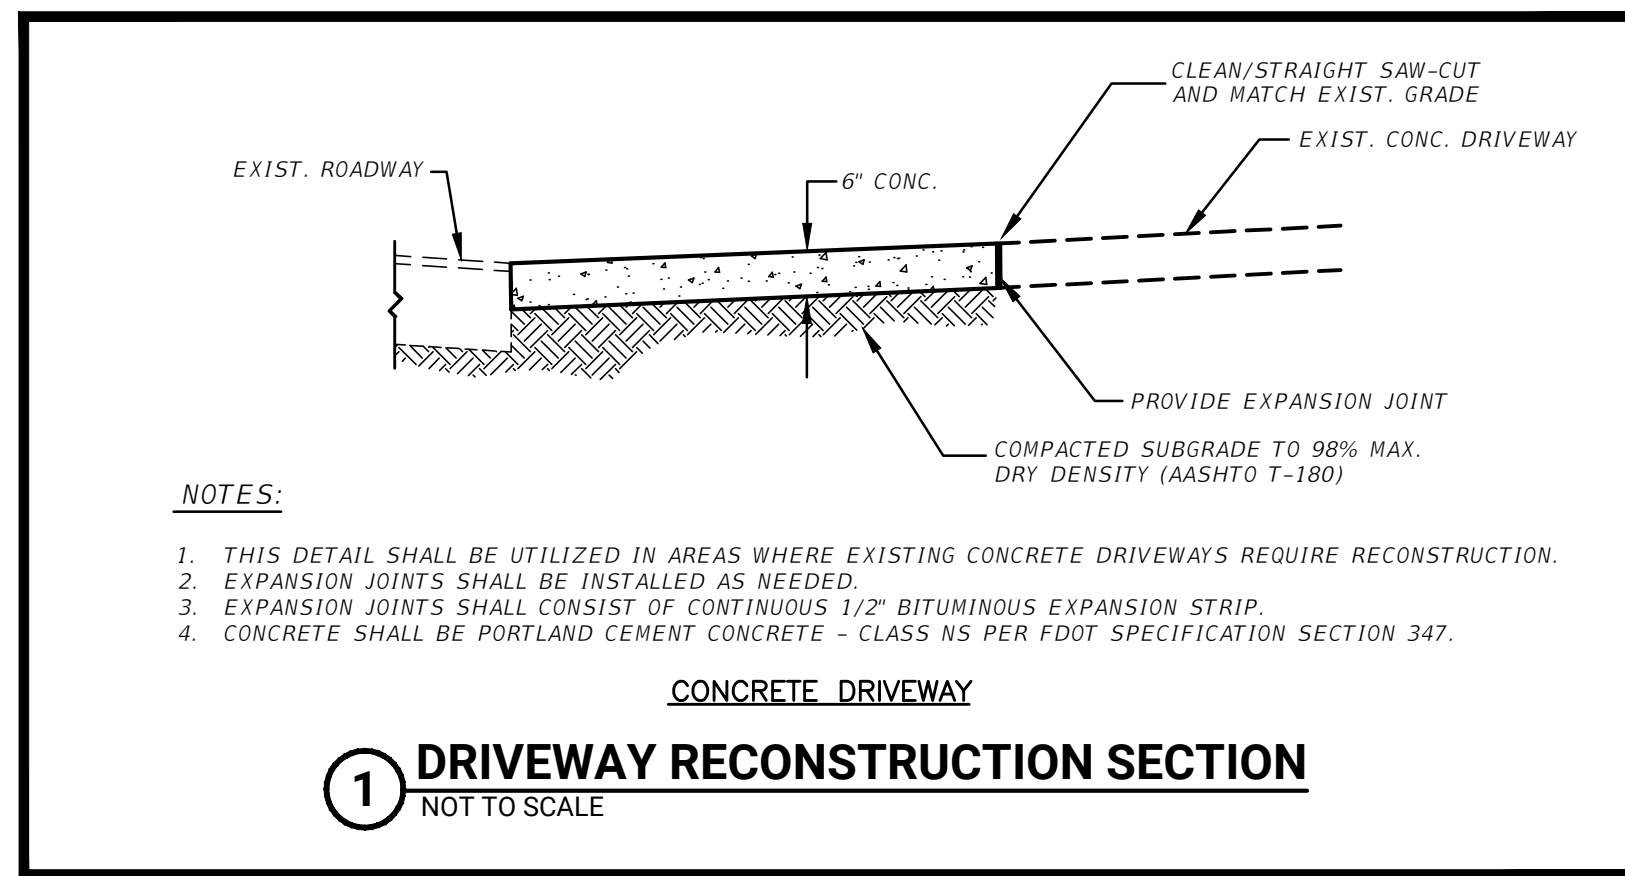 CLEAN/STRAIGHT SAW-CUT
AND MATCH EXIST. GRADE
EXIST. CONC. DRIVEWAY
EXIST. ROADWAY
6" CONC.
PROVIDE EXPANSION JOINT
COMPACTED SUBGRADE TO 98% MAX.
DRY DENSITY (AASHTO T-180)
NOTES:
1. THIS DETAIL SHALL BE UTILIZED IN AREAS WHERE EXISTING CONCRETE DRIVEWAYS REQUIRE RECONSTRUCTION.
2. EXPANSION JOINTS SHALL BE INSTALLED AS NEEDED.
3. EXPANSION JOINTS SHALL CONSIST OF CONTINUOUS 1/2" BITUMINOUS EXPANSION STRIP.
4. CONCRETE SHALL BE PORTLAND CEMENT CONCRETE - CLASS NS PER FDOT SPECIFICATION SECTION 347.
CONCRETE DRIVEWAY
1 DRIVEWAY RECONSTRUCTION SECTION
NOT TO SCALE